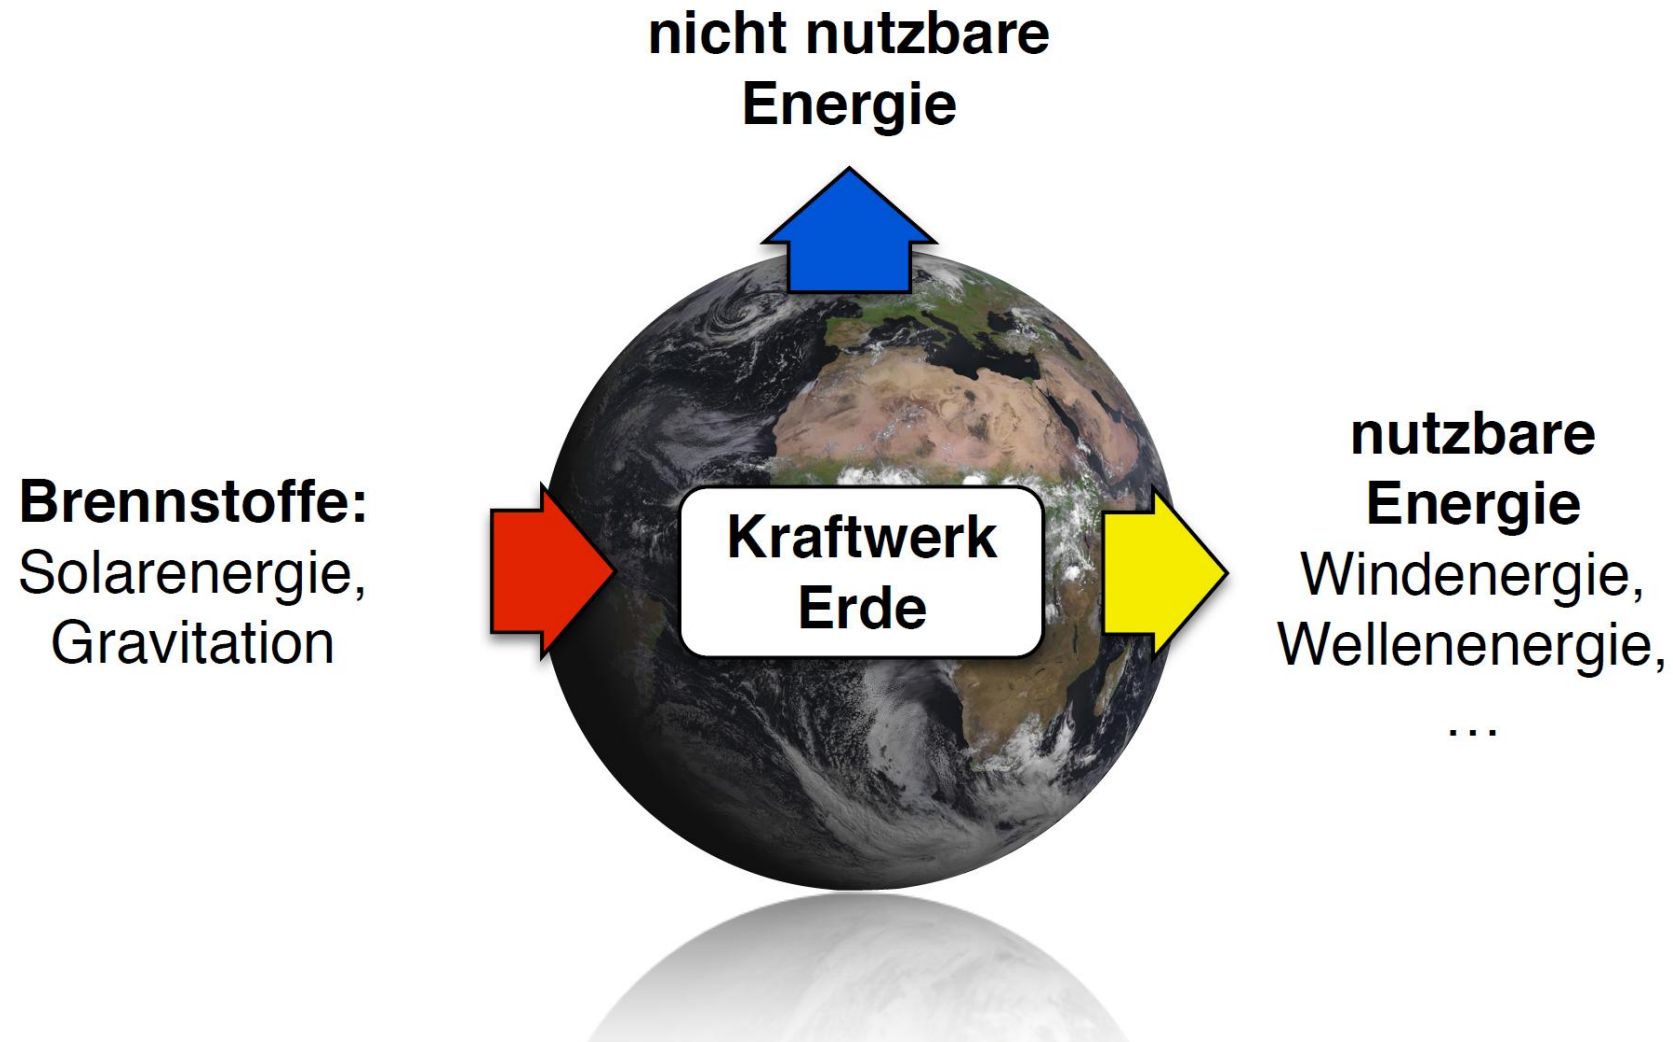 nicht nutzbare
Energie
Brennstoffe:
Solarenergie,
Gravitation
Kraftwerk
Erde
nutzbare
Energie
Windenergie,
Wellenenergie,
...